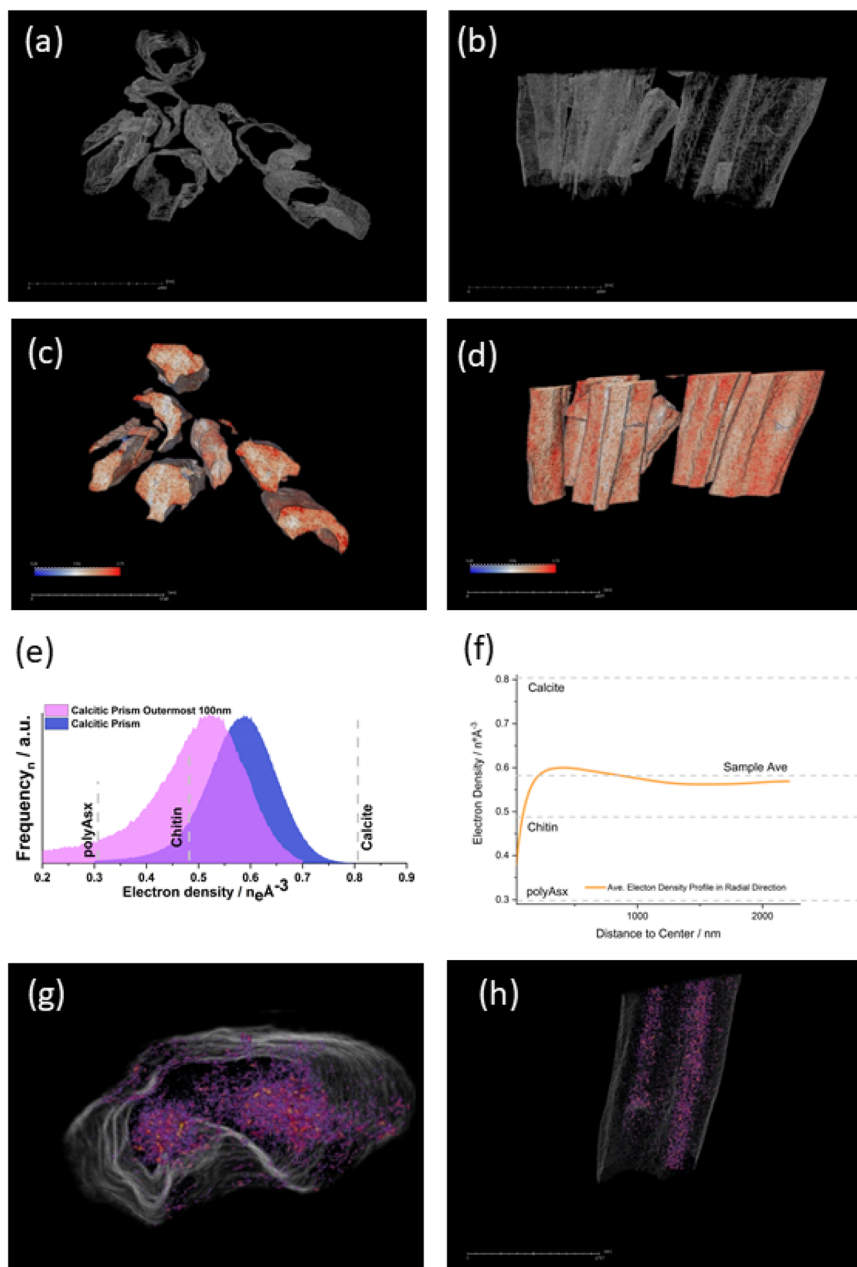 (a)
(b)
(c)
(d)
(e)
Calcitic Prism Outermost 100nm
Calcitic Prism
Frequencyn / a.u.
polyAsx
Chitin
Calcite
0.2 0.3 0.4 0.5 0.6 0.7 0.8 0.9
Electron density / neÅ-3
(f)
Electron Density / n*Å-3
0.8
0.7
0.6
0.5
0.4
0.3
Calcite
Sample Ave
Chitin
polyAsx
Ave. Electon Density Profile in Radial Direction
1000 2000
Distance to Center / nm
(g)
(h)